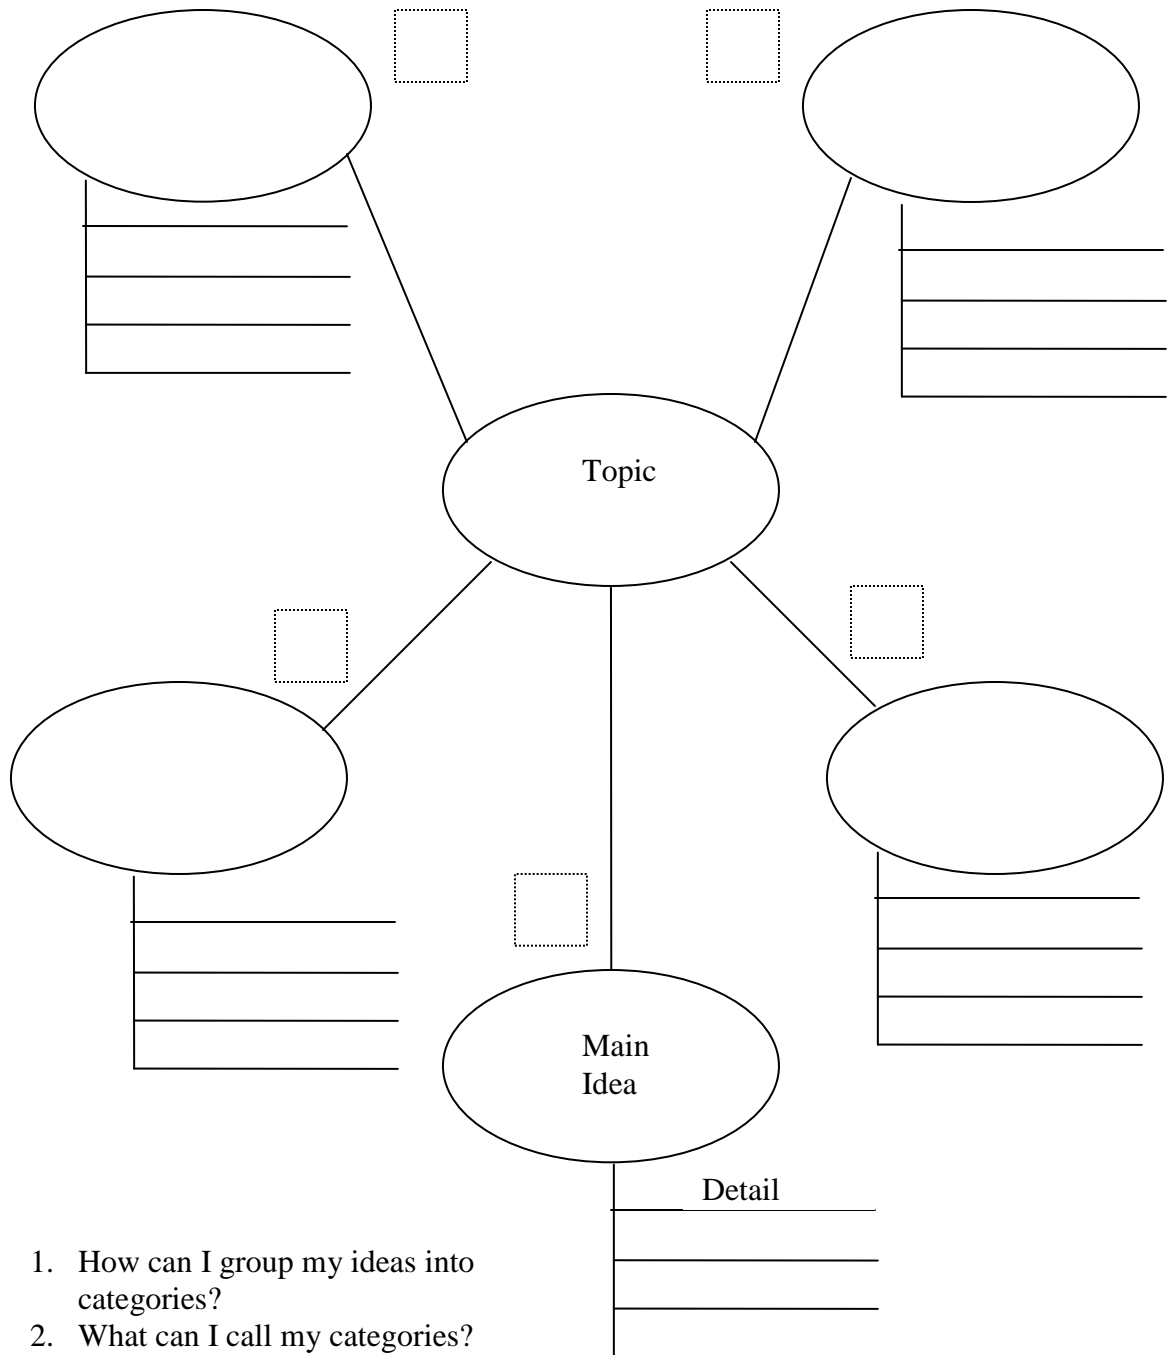 Topic
Main
Idea
Detail
1. How can I group my ideas into
categories?
2. What can I call my categories?